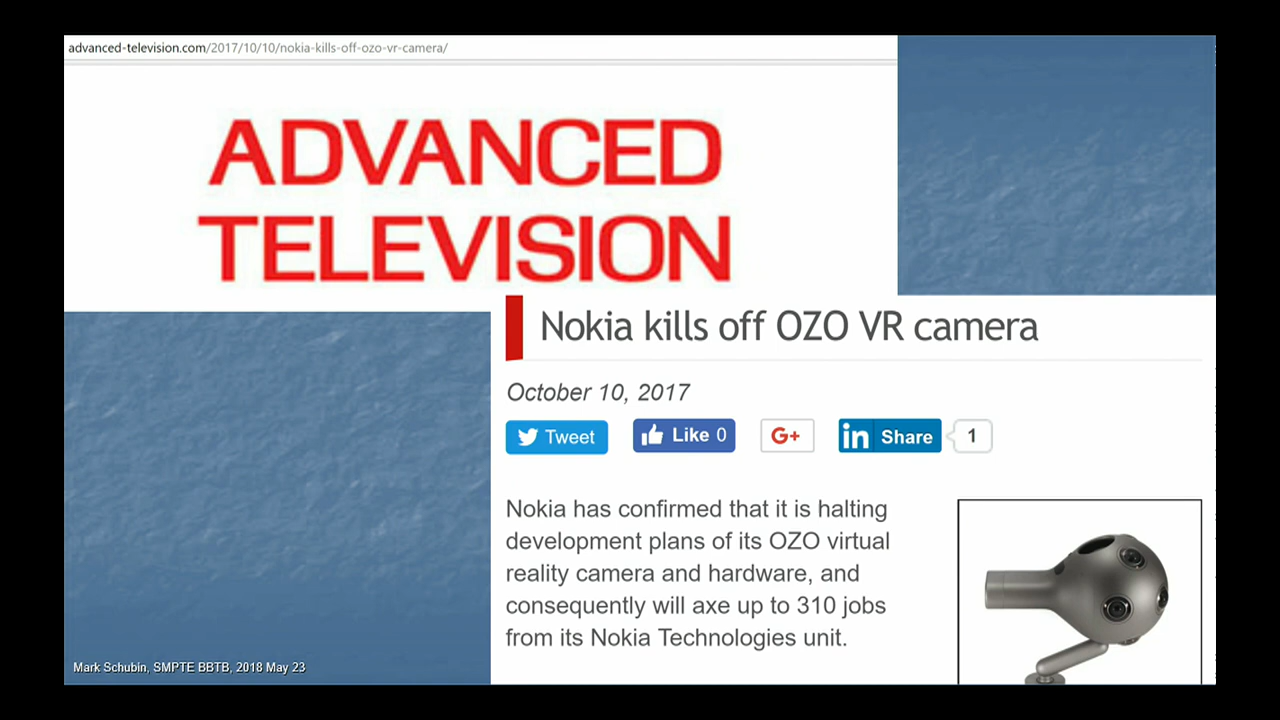 advanced-television.com/2017/10/10/nokia-kills-off-ozo-vr-camera/
ADVANCED
TELEVISION
Nokia kills off OZO VR camera
October 10, 2017
Tweet
Like 0
G+
in Share
1
Nokia has confirmed that it is halting
development plans of its OZO virtual
reality camera and hardware, and
consequently will axe up to 310 jobs
from its Nokia Technologies unit.
Mark Schubin, SMPTE BBTB, 2018 May 23